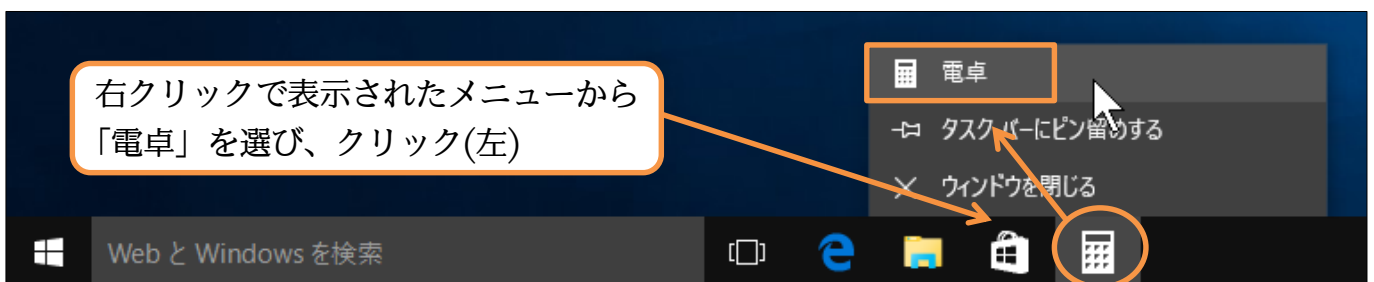 右クリックで表示されたメニューから
「電卓」を選び、クリック(左)
電卓
タスク バーにピン留めする
ウィンドウを閉じる
Web と Windows を検索